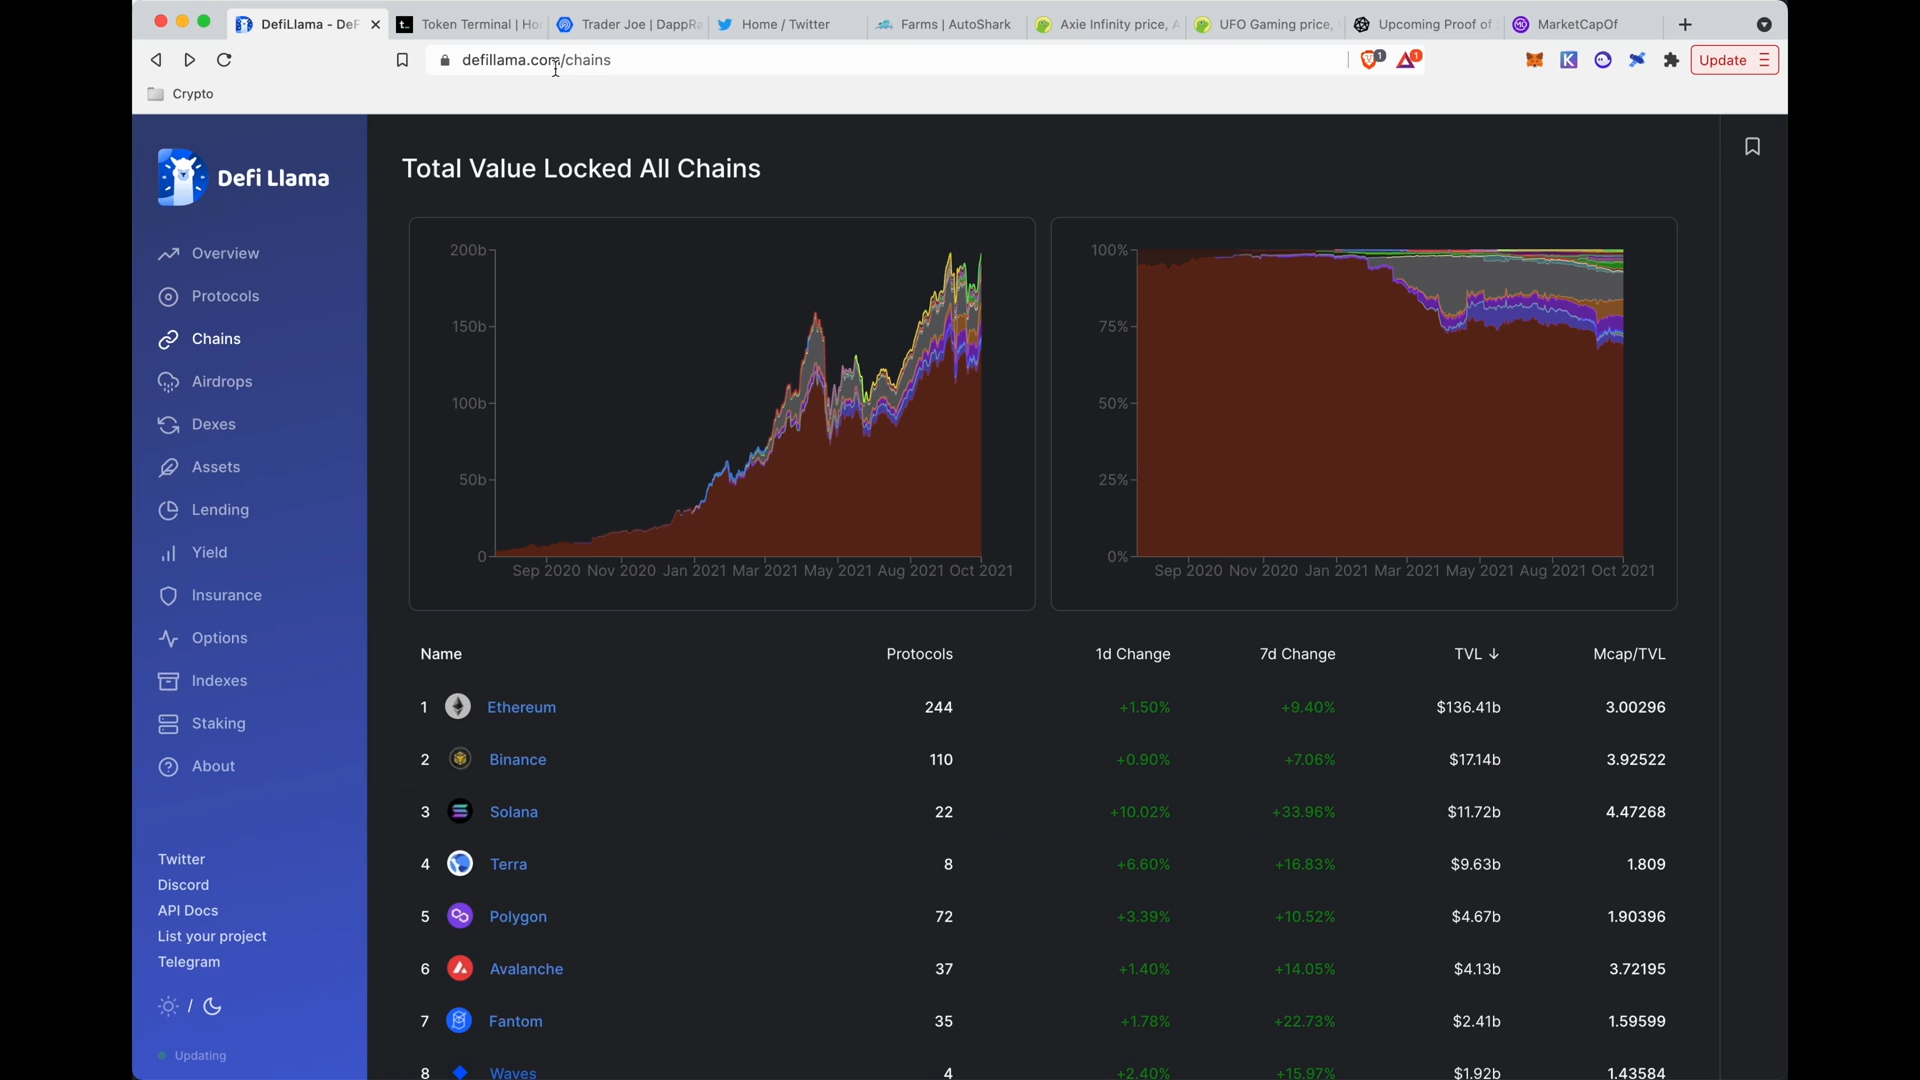 DefiLlama - DeF
Token Terminal | Ho
Trader Joe | DappRa
Home / Twitter
Farms | AutoShark
Axie Infinity price, A
UFO Gaming price,
Upcoming Proof of
MarketCapOf
defillama.com/chains
1
1
Update
Crypto
Defi Llama
Overview
Protocols
Chains
Airdrops
Dexes
Assets
Lending
Yield
Insurance
Options
Indexes
Staking
About
Twitter
Discord
API Docs
List your project
Telegram
/
Updating
Total Value Locked All Chains
200b
150b
100b
50b
0
Sep 2020 Nov 2020 Jan 2021 Mar 2021 May 2021 Aug 2021 Oct 2021
100%
75%
50%
25%
0%
Sep 2020 Nov 2020 Jan 2021 Mar 2021 May 2021 Aug 2021 Oct 2021
Name Protocols 1d Change 7d Change TVL ↓ Mcap/TVL
1 Ethereum 244 +1.50% +9.40% $136.41b 3.00296
2 Binance 110 +0.90% +7.06% $17.14b 3.92522
3 Solana 22 +10.02% +33.96% $11.72b 4.47268
4 Terra 8 +6.60% +16.83% $9.63b 1.809
5 Polygon 72 +3.39% +10.52% $4.67b 1.90396
6 Avalanche 37 +1.40% +14.05% $4.13b 3.72195
7 Fantom 35 +1.78% +22.73% $2.41b 1.59599
8 Waves 4 +2.40% +15.97% $1.92b 1.43584